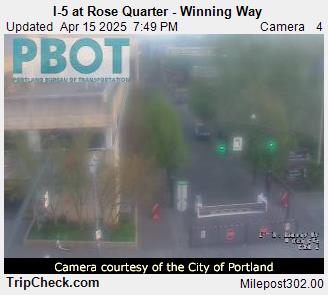 I-5 at Rose Quarter - Winning Way
Updated Apr 15 2025 7:49 PM Camera 4
PBOT
PORTLAND BUREAU OF TRANSPORTATION
Camera courtesy of the City of Portland
TripCheck.com Milepost302.00